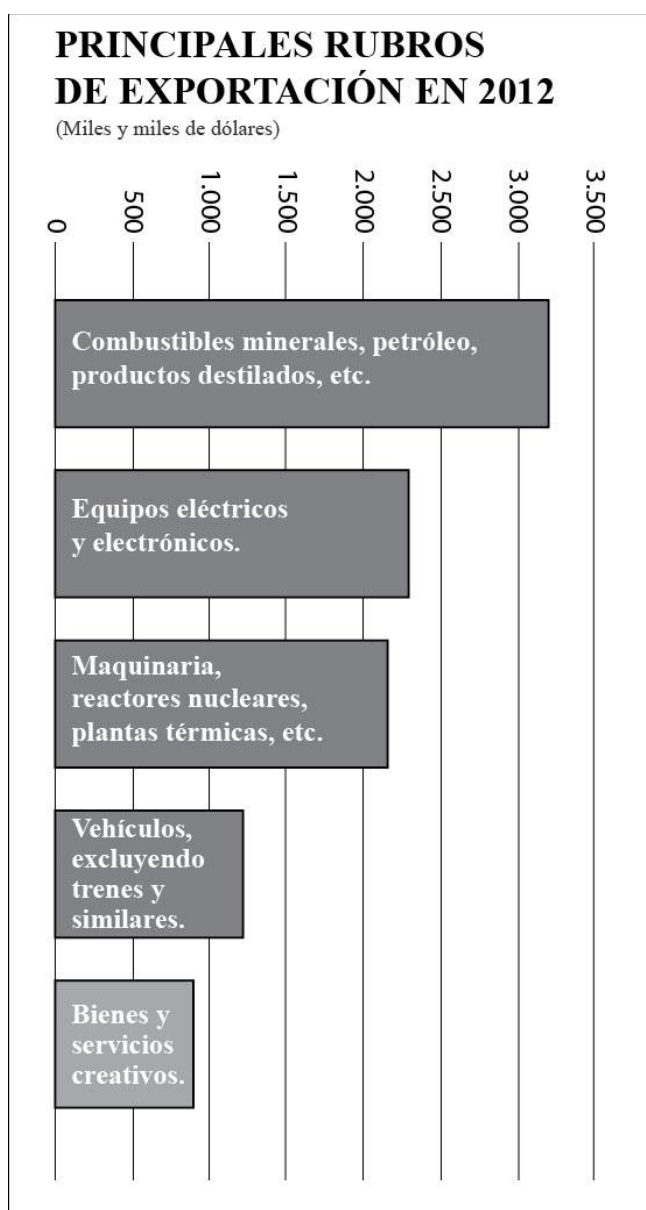 PRINCIPALES RUBROS
DE EXPORTACIÓN EN 2012
(Miles y miles de dólares)
0
500
1.000
1.500
2.000
2.500
3.000
3.500
Combustibles minerales, petróleo,
productos destilados, etc.
Equipos eléctricos
y electrónicos.
Maquinaria,
reactores nucleares,
plantas térmicas, etc.
Vehículos,
excluyendo
trenes y
similares.
Bienes y
servicios
creativos.